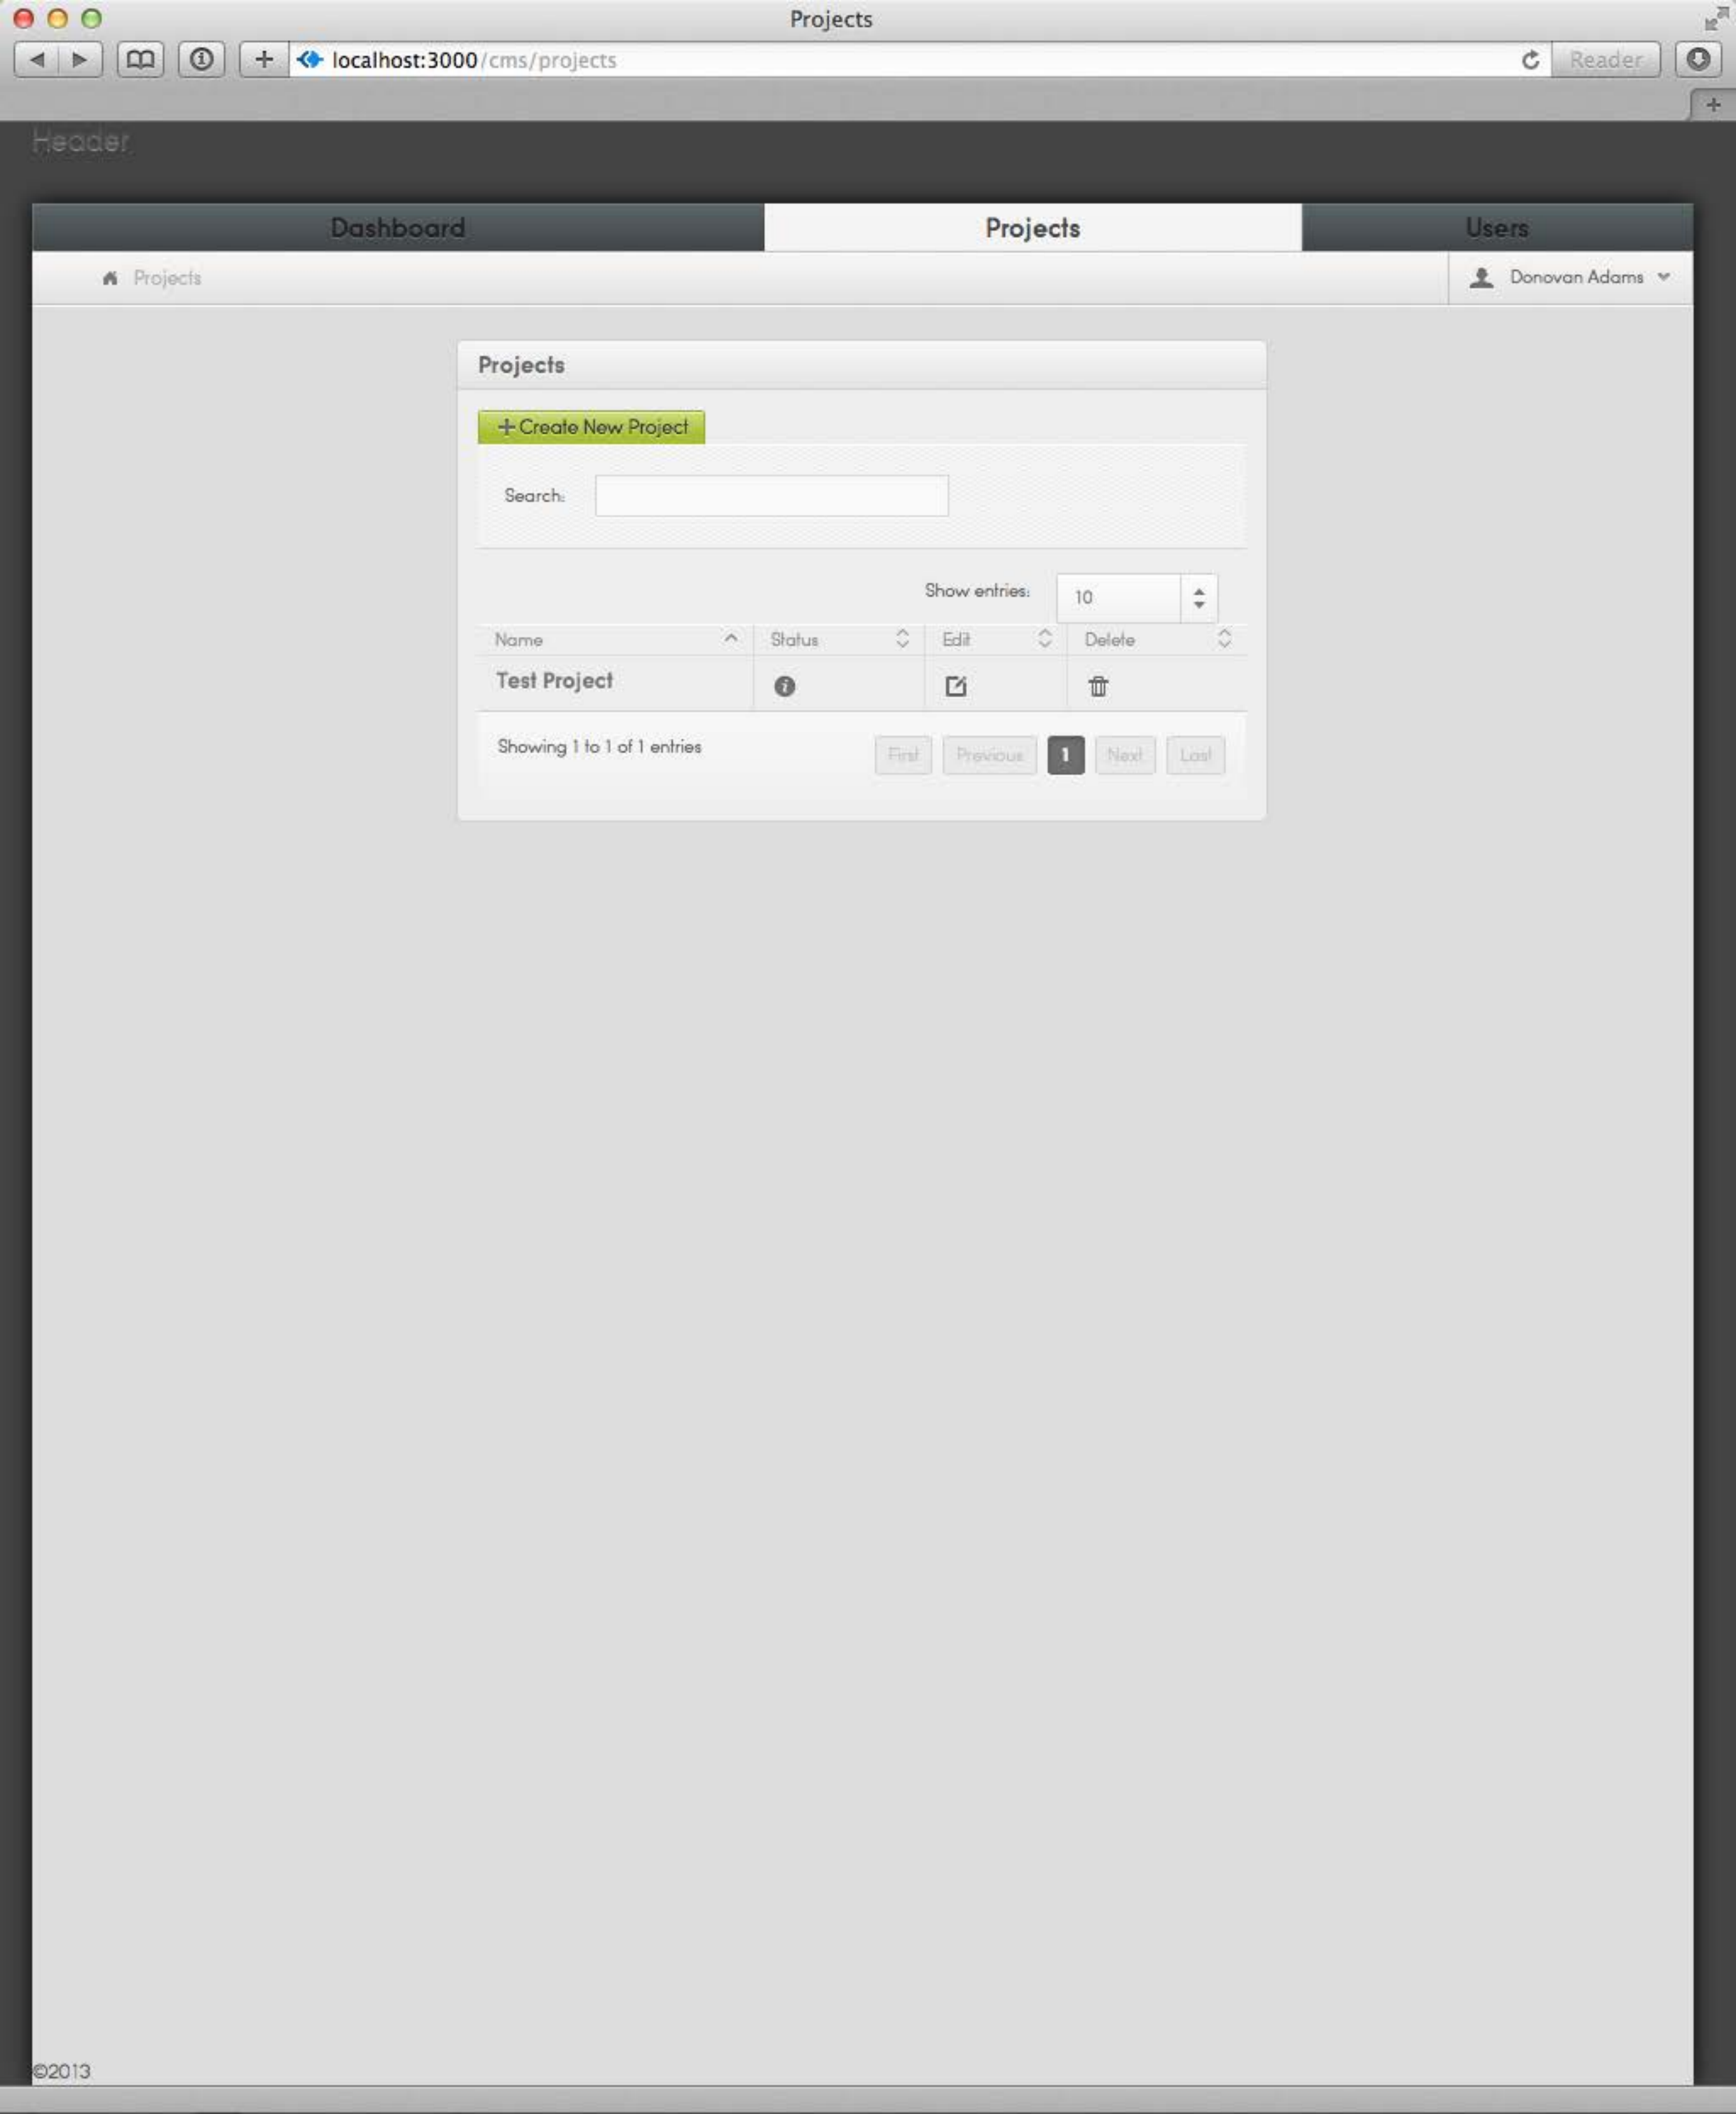 Projects
localhost:3000/cms/projects
Reader
Header
Dashboard Projects Users
Projects
Donovan Adams
Projects
Create New Project
Search:
Show entries: 10
Name Status Edit Delete
Test Project
Showing 1 to 1 of 1 entries
First Previous 1 Next Last
©2013